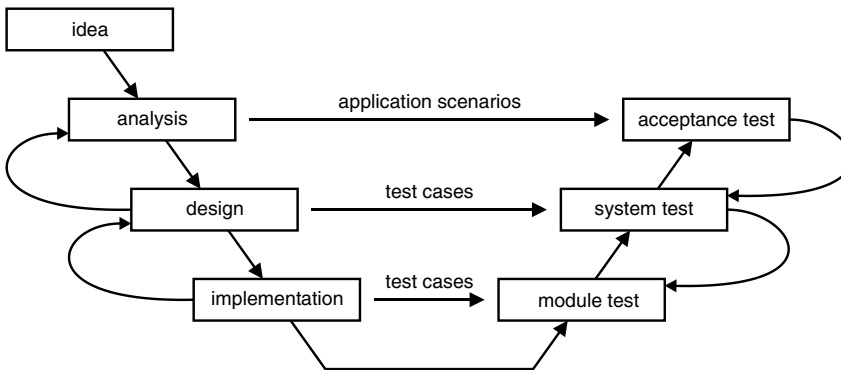 idea
application scenarios
analysis
acceptance test
test cases
design
system test
test cases
implementation
module test